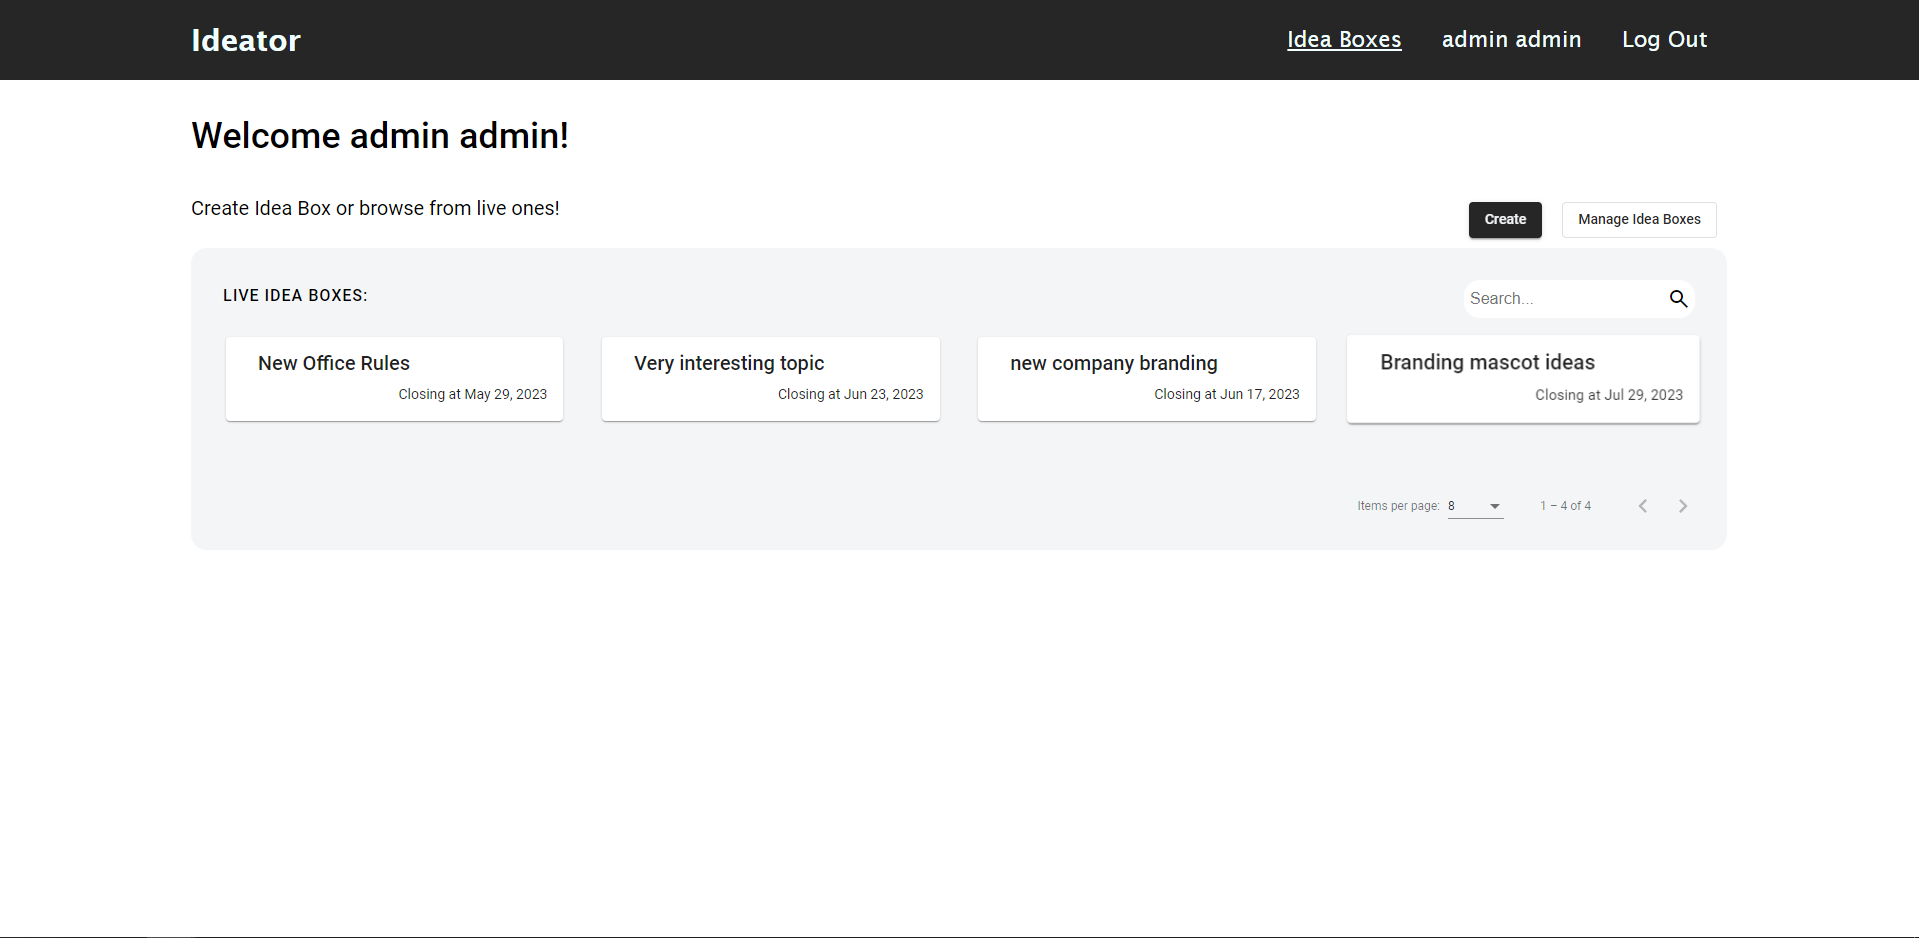 Ideator
Idea Boxes admin admin Log Out
Welcome admin admin!
Create Idea Box or browse from live ones!
Create Manage Idea Boxes
LIVE IDEA BOXES:
Search...
New Office Rules
Closing at May 29, 2023
Very interesting topic
Closing at Jun 23, 2023
new company branding
Closing at Jun 17, 2023
Branding mascot ideas
Closing at Jul 29, 2023
Items per page: 8 1 – 4 of 4